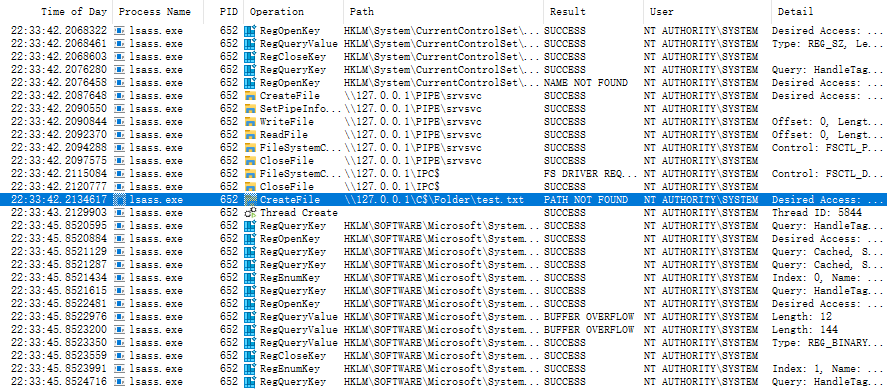 Time of Day Process Name PID Operation Path Result User Detail
22:33:42.2068322 lsass.exe 652 RegOpenKey HKLM\System\CurrentControlSet\... SUCCESS NT AUTHORITY\SYSTEM Desired Access: ...
22:33:42.2068461 lsass.exe 652 RegQueryValue HKLM\System\CurrentControlSet\... SUCCESS NT AUTHORITY\SYSTEM Type: REG_SZ, Le...
22:33:42.2068603 lsass.exe 652 RegCloseKey HKLM\System\CurrentControlSet\... SUCCESS NT AUTHORITY\SYSTEM
22:33:42.2076280 lsass.exe 652 RegQueryKey HKLM\System\CurrentControlSet\... SUCCESS NT AUTHORITY\SYSTEM Query: HandleTag...
22:33:42.2076458 lsass.exe 652 RegOpenKey HKLM\System\CurrentControlSet\... NAME NOT FOUND NT AUTHORITY\SYSTEM Desired Access: ...
22:33:42.2087648 lsass.exe 652 CreateFile \\127.0.0.1\PIPE\srvsvc SUCCESS NT AUTHORITY\SYSTEM Desired Access: ...
22:33:42.2090550 lsass.exe 652 SetPipeInfo... \\127.0.0.1\PIPE\srvsvc SUCCESS NT AUTHORITY\SYSTEM
22:33:42.2090844 lsass.exe 652 WriteFile \\127.0.0.1\PIPE\srvsvc SUCCESS NT AUTHORITY\SYSTEM Offset: 0, Lengt...
22:33:42.2092370 lsass.exe 652 ReadFile \\127.0.0.1\PIPE\srvsvc SUCCESS NT AUTHORITY\SYSTEM Offset: 0, Lengt...
22:33:42.2094288 lsass.exe 652 FileSystemC... \\127.0.0.1\PIPE\srvsvc SUCCESS NT AUTHORITY\SYSTEM Control: FSCTL_P...
22:33:42.2097575 lsass.exe 652 CloseFile \\127.0.0.1\PIPE\srvsvc SUCCESS NT AUTHORITY\SYSTEM
22:33:42.2115084 lsass.exe 652 FileSystemC... \\127.0.0.1\IPC$ FS DRIVER REQ... NT AUTHORITY\SYSTEM Control: FSCTL_D...
22:33:42.2120777 lsass.exe 652 CloseFile \\127.0.0.1\IPC$ SUCCESS NT AUTHORITY\SYSTEM
22:33:42.2134617 lsass.exe 652 CreateFile \\127.0.0.1\C$\Folder\test.txt PATH NOT FOUND NT AUTHORITY\SYSTEM Desired Access: ...
22:33:43.2129903 lsass.exe 652 Thread Create SUCCESS NT AUTHORITY\SYSTEM Thread ID: 5844
22:33:45.8520595 lsass.exe 652 RegQueryKey HKLM\SOFTWARE\Microsoft\System... SUCCESS NT AUTHORITY\SYSTEM Query: HandleTag...
22:33:45.8520884 lsass.exe 652 RegOpenKey HKLM\SOFTWARE\Microsoft\System... SUCCESS NT AUTHORITY\SYSTEM Desired Access: ...
22:33:45.8521129 lsass.exe 652 RegQueryKey HKLM\SOFTWARE\Microsoft\System... SUCCESS NT AUTHORITY\SYSTEM Query: Cached, S...
22:33:45.8521287 lsass.exe 652 RegQueryKey HKLM\SOFTWARE\Microsoft\System... SUCCESS NT AUTHORITY\SYSTEM Query: Cached, S...
22:33:45.8521434 lsass.exe 652 RegEnumKey HKLM\SOFTWARE\Microsoft\System... SUCCESS NT AUTHORITY\SYSTEM Index: 0, Name: ...
22:33:45.8521615 lsass.exe 652 RegQueryKey HKLM\SOFTWARE\Microsoft\System... SUCCESS NT AUTHORITY\SYSTEM Query: HandleTag...
22:33:45.8522481 lsass.exe 652 RegOpenKey HKLM\SOFTWARE\Microsoft\System... SUCCESS NT AUTHORITY\SYSTEM Desired Access: ...
22:33:45.8522976 lsass.exe 652 RegQueryValue HKLM\SOFTWARE\Microsoft\System... BUFFER OVERFLOW NT AUTHORITY\SYSTEM Length: 12
22:33:45.8523200 lsass.exe 652 RegQueryValue HKLM\SOFTWARE\Microsoft\System... BUFFER OVERFLOW NT AUTHORITY\SYSTEM Length: 144
22:33:45.8523350 lsass.exe 652 RegQueryValue HKLM\SOFTWARE\Microsoft\System... SUCCESS NT AUTHORITY\SYSTEM Type: REG_BINARY...
22:33:45.8523559 lsass.exe 652 RegCloseKey HKLM\SOFTWARE\Microsoft\System... SUCCESS NT AUTHORITY\SYSTEM
22:33:45.8523991 lsass.exe 652 RegEnumKey HKLM\SOFTWARE\Microsoft\System... SUCCESS NT AUTHORITY\SYSTEM Index: 1, Name: ...
22:33:45.8524716 lsass.exe 652 RegQueryKey HKLM\SOFTWARE\Microsoft\System... SUCCESS NT AUTHORITY\SYSTEM Query: HandleTag...